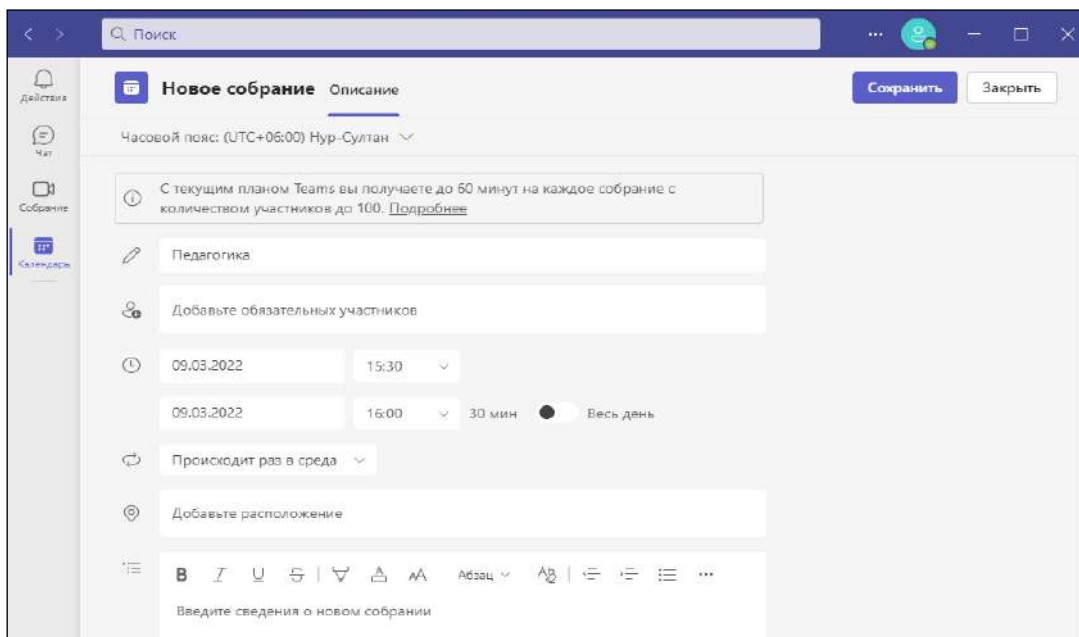 Поиск
Действия
Чат
Собрание
Календарь
Новое собрание Описание
Сохранить Закрыть
Часовой пояс: (UTC+06:00) Нур-Султан
С текущим планом Teams вы получаете до 60 минут на каждое собрание с
количеством участников до 100. Подробнее
Педагогика
Добавьте обязательных участников
09.03.2022 15:30
09.03.2022 16:00 30 мин Весь день
Происходит раз в среда
Добавьте расположение
Абзац
Введите сведения о новом собрании